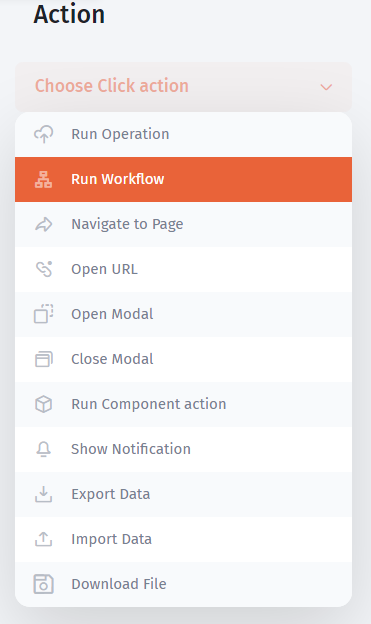 Action
Choose Click action
Run Operation
Run Workflow
Navigate to Page
Open URL
Open Modal
Close Modal
Run Component action
Show Notification
Export Data
Import Data
Download File